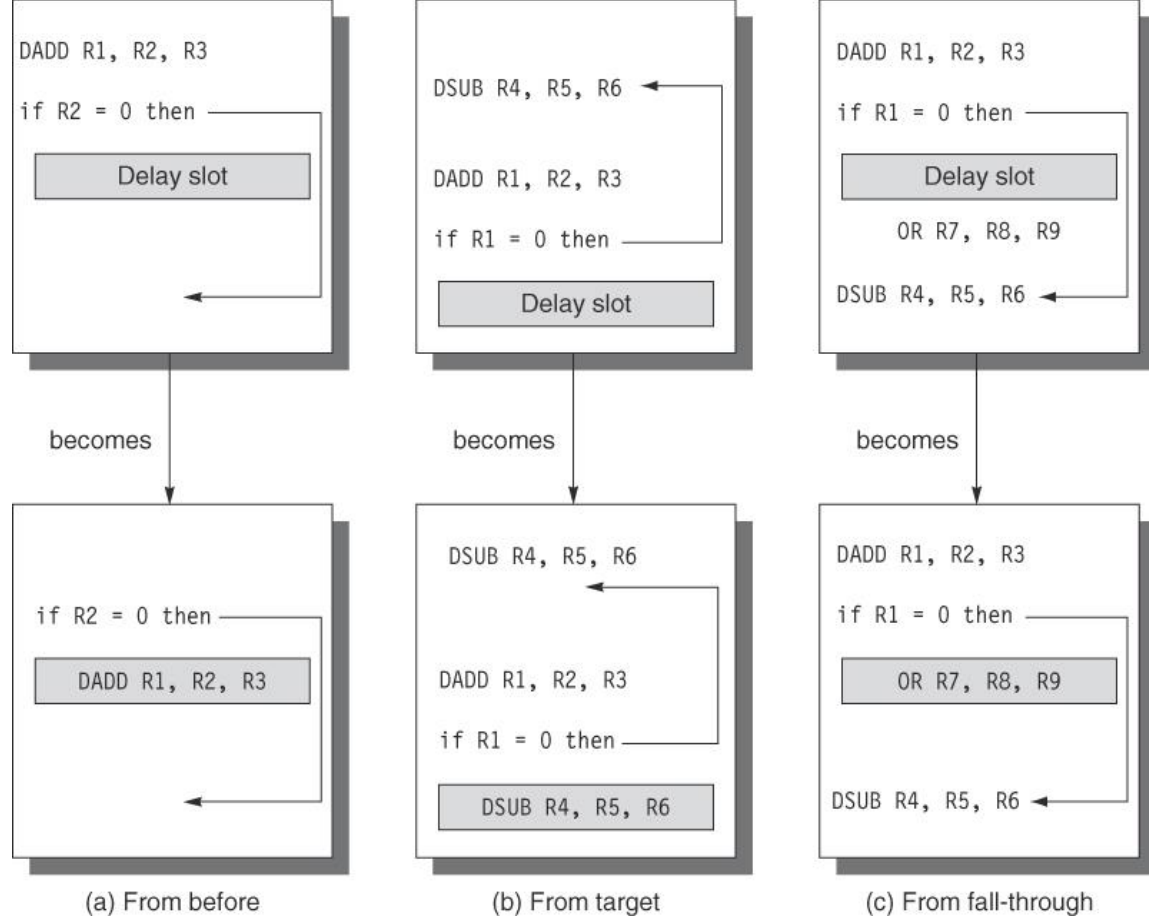 DADD R1, R2, R3
if R2 = 0 then
Delay slot
DSUB R4, R5, R6
DADD R1, R2, R3
if R1 = 0 then
Delay slot
DADD R1, R2, R3
if R1 = 0 then
Delay slot
OR R7, R8, R9
DSUB R4, R5, R6
becomes
becomes
becomes
if R2 = 0 then
DADD R1, R2, R3
DSUB R4, R5, R6
DADD R1, R2, R3
if R1 = 0 then
DSUB R4, R5, R6
DADD R1, R2, R3
if R1 = 0 then
OR R7, R8, R9
DSUB R4, R5, R6
(a) From before
(b) From target
(c) From fall-through